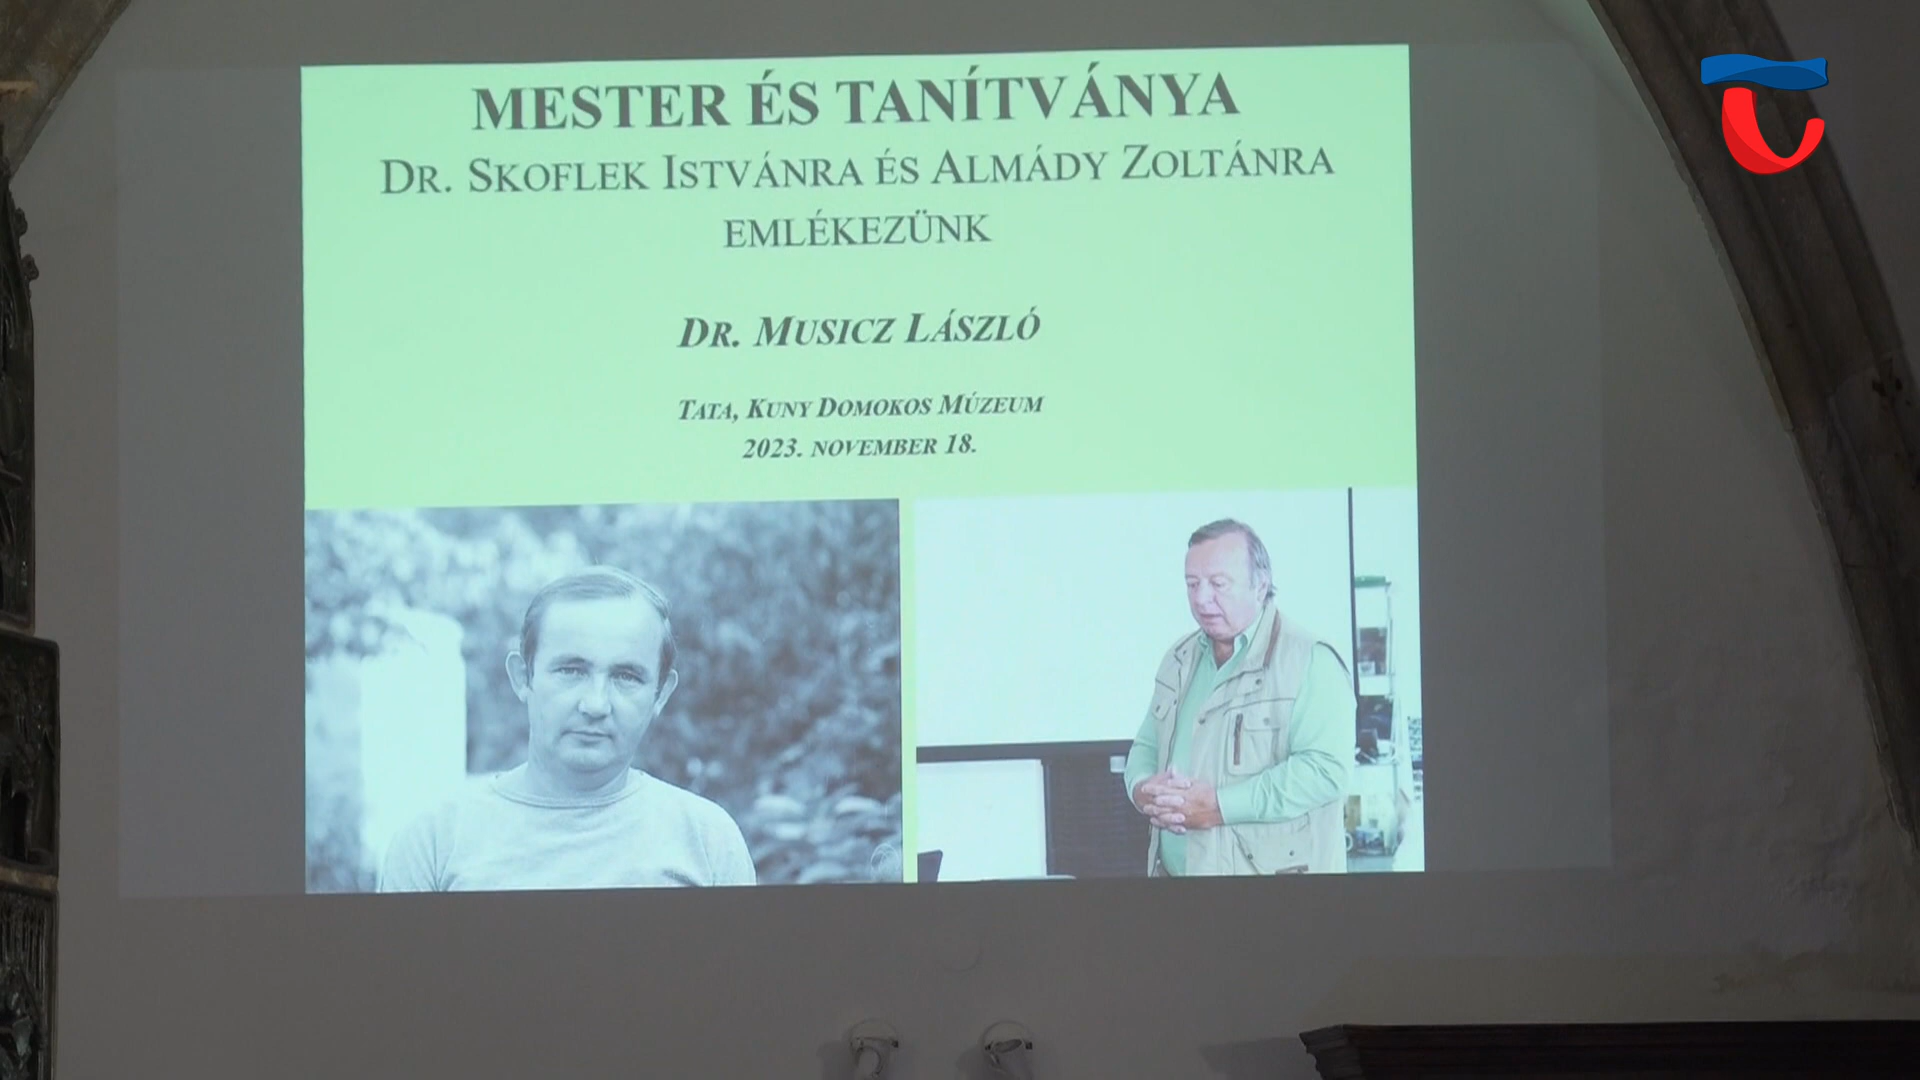 MESTER ÉS TANÍTVÁNYA
DR. SKOFLEK ISTVÁNRA ÉS ALMÁDY ZOLTÁNRA
EMLÉKEZÜNK
DR. MUSICZ LÁSZLÓ
TATA, KUNY DOMOKOS MÚZEUM
2023. NOVEMBER 18.